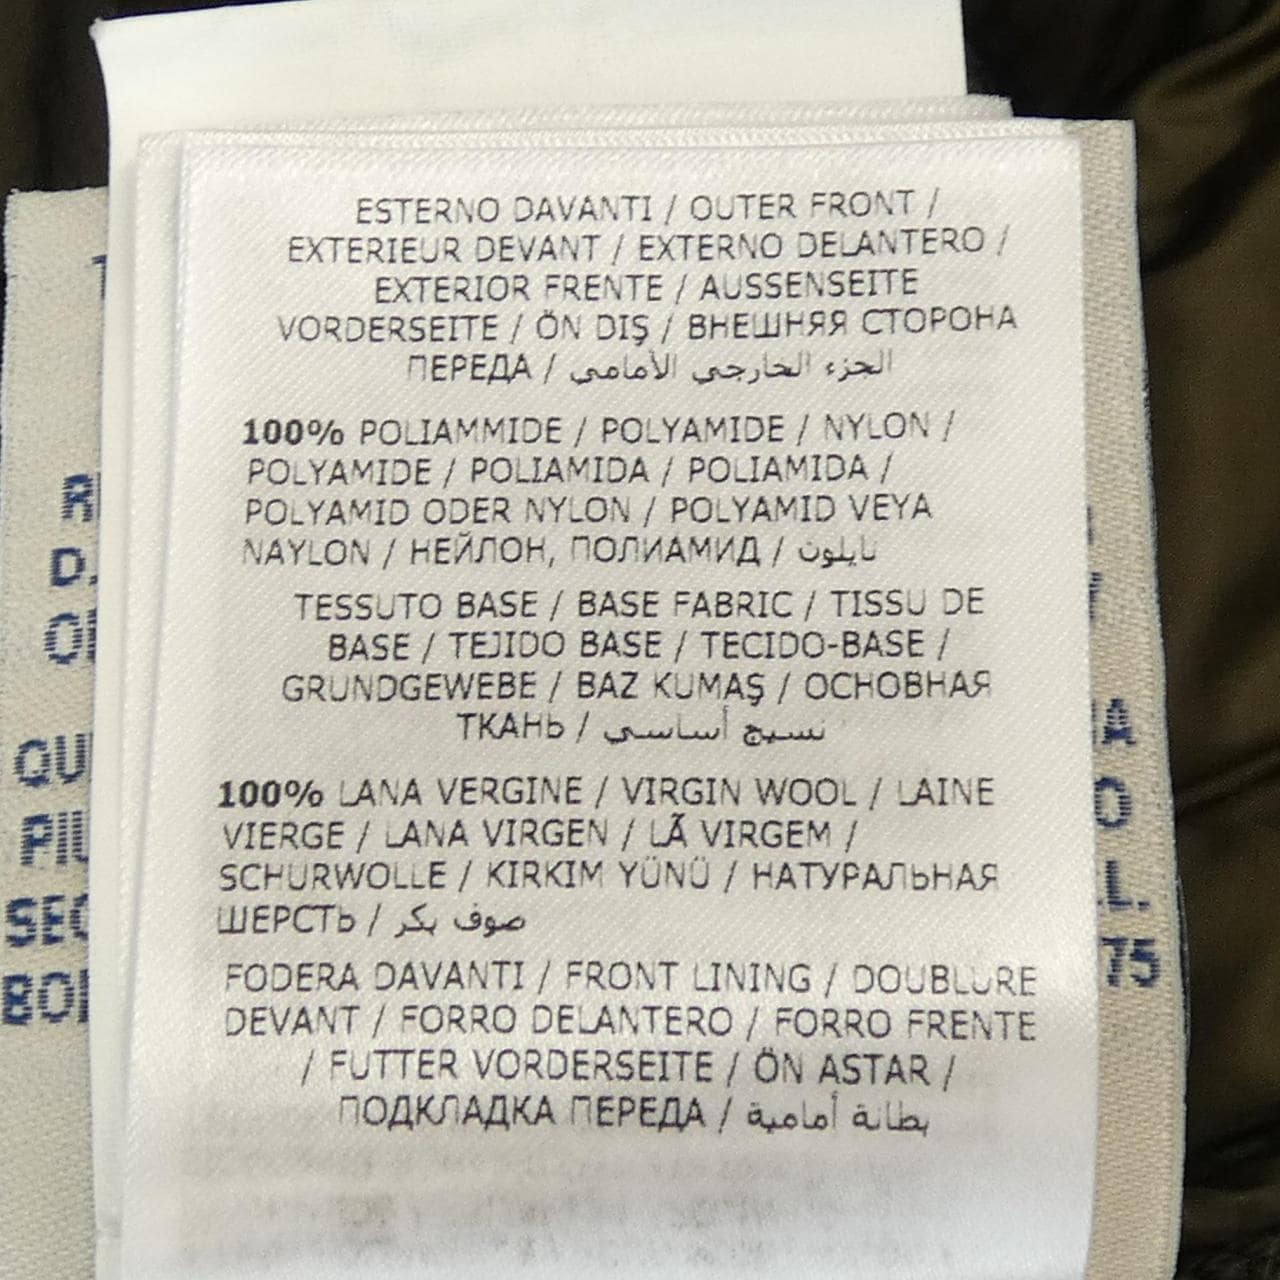 ESTERNO DAVANTI / OUTER FRONT /
EXTERIEUR DEVANT / EXTERNO DELANTERO /
EXTERIOR FRENTE / AUSSENSEITE
VORDERSEITE / ÖN DIŞ / ВНЕШНЯЯ СТОРОНА
ПЕРЕДА / الجزء الخارجي الأمامي
100% POLIAMMIDE / POLYAMIDE / NYLON /
POLYAMIDE / POLIAMIDA / POLIAMIDA /
POLYAMID ODER NYLON / POLYAMID VEYA
NAYLON / НЕЙЛОН, ПОЛИАМИД / نايلون
TESSUTO BASE / BASE FABRIC / TISSU DE
BASE / TEJIDO BASE / TECIDO-BASE /
GRUNDGEWEBE / BAZ KUMAŞ / ОСНОВНАЯ
ТКАНЬ / نسيج أساسي
100% LANA VERGINE / VIRGIN WOOL / LAINE
VIERGE / LANA VIRGEN / LÃ VIRGEM /
SCHURWOLLE / KIRKIM YÜNÜ / НАТУРАЛЬНАЯ
ШЕРСТЬ / صوف بكر
FODERA DAVANTI / FRONT LINING / DOUBLURE
DEVANT / FORRO DELANTERO / FORRO FRENTE
/ FUTTER VORDERSEITE / ÖN ASTAR /
ПОДКЛАДКА ПЕРЕДА / بطانة أمامية